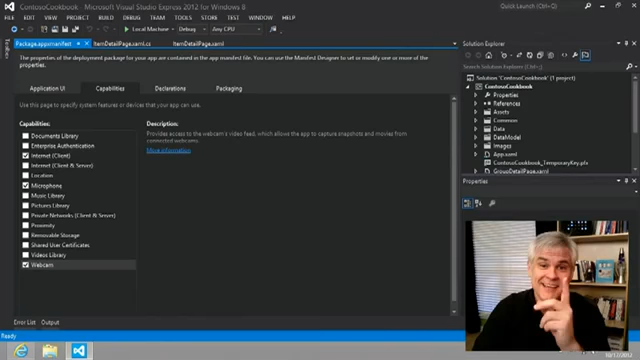 ContosoCookbook - Microsoft Visual Studio Express 2012 for Windows 8
Quick Launch (Ctrl+Q)
FILE EDIT VIEW PROJECT BUILD DEBUG TEAM TOOLS STORE TEST WINDOW HELP
Local Machine Debug Any CPU
Toolbox
Package.appxmanifest ItemDetailPage.xaml.cs ItemDetailPage.xaml
The properties of the deployment package for your app are contained in the app manifest file. You can use the Manifest Designer to set or modify one or more of the
properties.
Application UI Capabilities Declarations Packaging
Use this page to specify system features or devices that your app can use.
Capabilities:
Documents Library
Enterprise Authentication
Internet (Client)
Internet (Client & Server)
Location
Microphone
Music Library
Pictures Library
Private Networks (Client & Server)
Proximity
Removable Storage
Shared User Certificates
Videos Library
Webcam
Description:
Provides access to the webcam's video feed, which allows the app to capture snapshots and movies from
connected webcams.
More information
Solution Explorer
Search Solution Explorer
Solution 'ContosoCookbook' (1 project)
ContosoCookbook
Properties
References
Assets
Common
Data
DataModel
Images
App.xaml
ContosoCookbook_TemporaryKey.pfx
GroupDetailPage.xaml
Properties
Error List Output
Ready